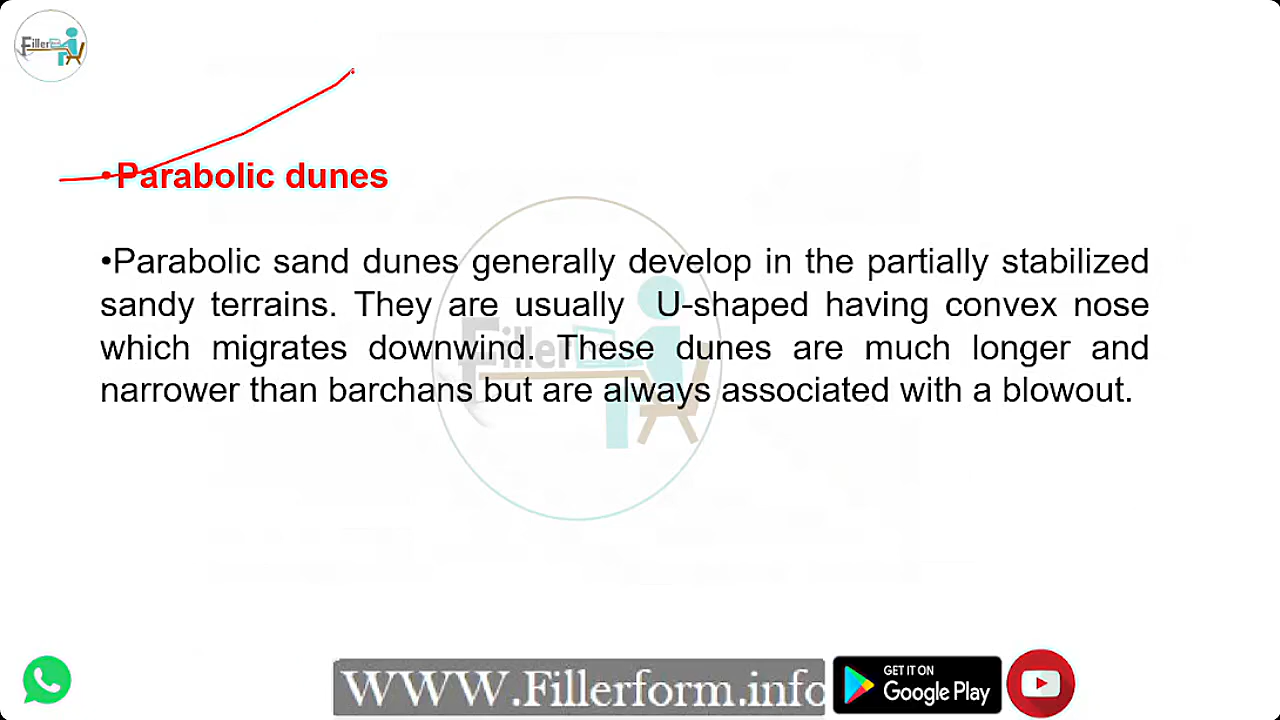 Filler
•Parabolic dunes
•Parabolic sand dunes generally develop in the partially stabilized
sandy terrains. They are usually U-shaped having convex nose
which migrates downwind. These dunes are much longer and
narrower than barchans but are always associated with a blowout.
Filler
WWW.Fillerform.info
GET IT ON
Google Play